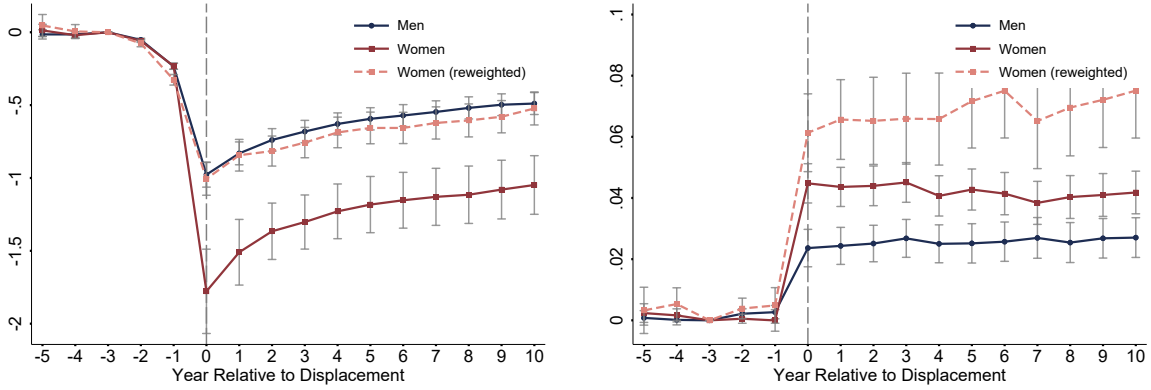 0
-.5
-1
-1.5
-2
Men
Women
Women (reweighted)
-5 -4 -3 -2 -1 0 1 2 3 4 5 6 7 8 9 10
Year Relative to Displacement
.1
.08
.06
.04
.02
0
Men
Women
Women (reweighted)
-5 -4 -3 -2 -1 0 1 2 3 4 5 6 7 8 9 10
Year Relative to Displacement